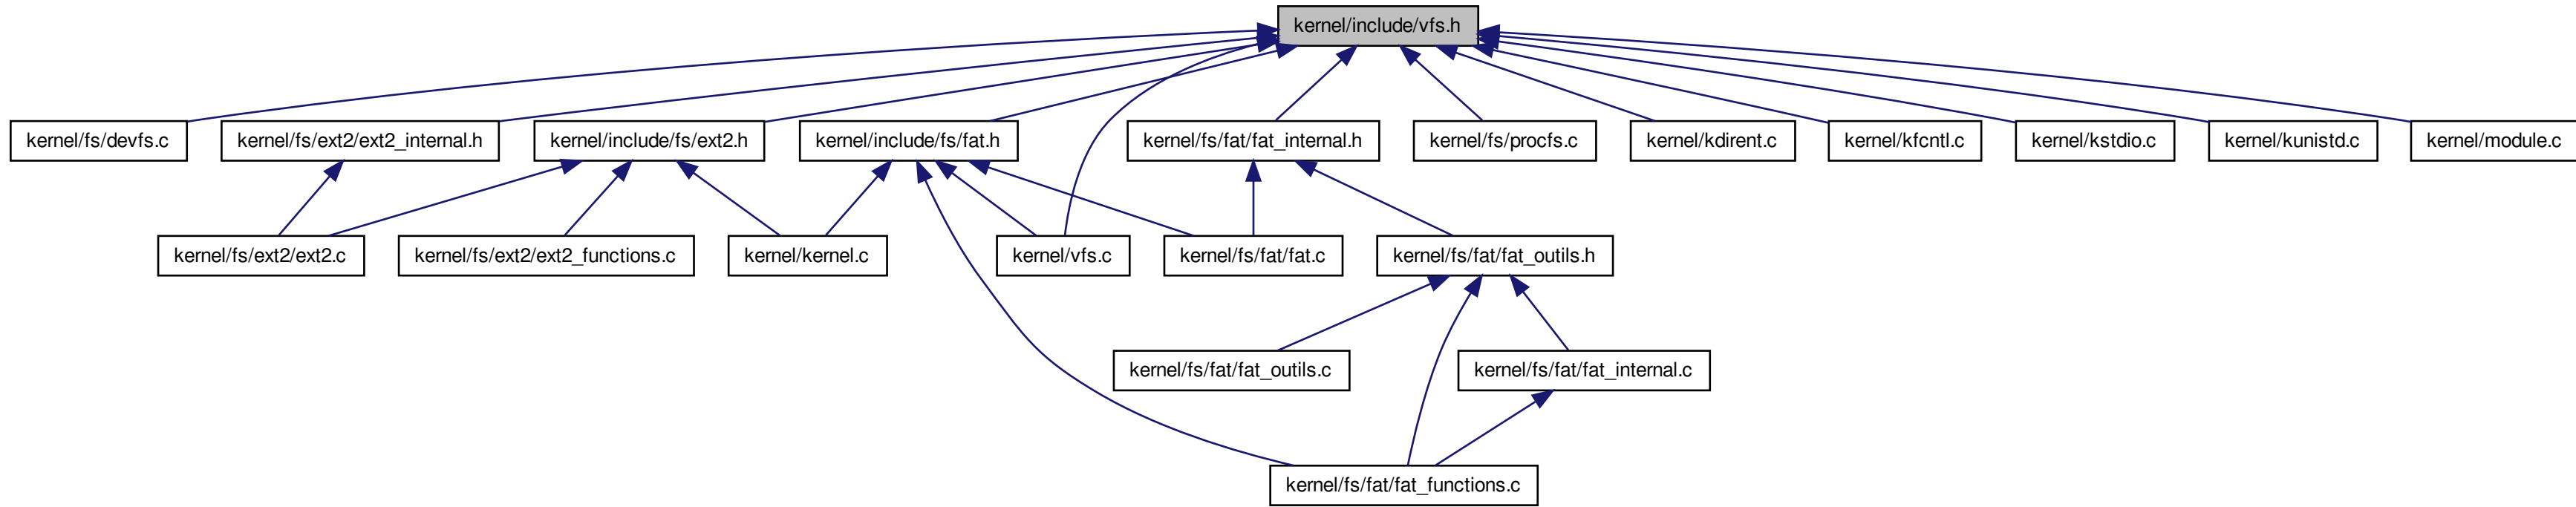 kernel/include/vfs.h
kernel/fs/devfs.c
kernel/fs/ext2/ext2_internal.h
kernel/include/fs/ext2.h
kernel/include/fs/fat.h
kernel/fs/fat/fat_internal.h
kernel/fs/procfs.c
kernel/kdirent.c
kernel/kfcntl.c
kernel/kstdio.c
kernel/kunistd.c
kernel/module.c
kernel/fs/ext2/ext2.c
kernel/fs/ext2/ext2_functions.c
kernel/kernel.c
kernel/vfs.c
kernel/fs/fat/fat.c
kernel/fs/fat/fat_outils.h
kernel/fs/fat/fat_outils.c
kernel/fs/fat/fat_internal.c
kernel/fs/fat/fat_functions.c